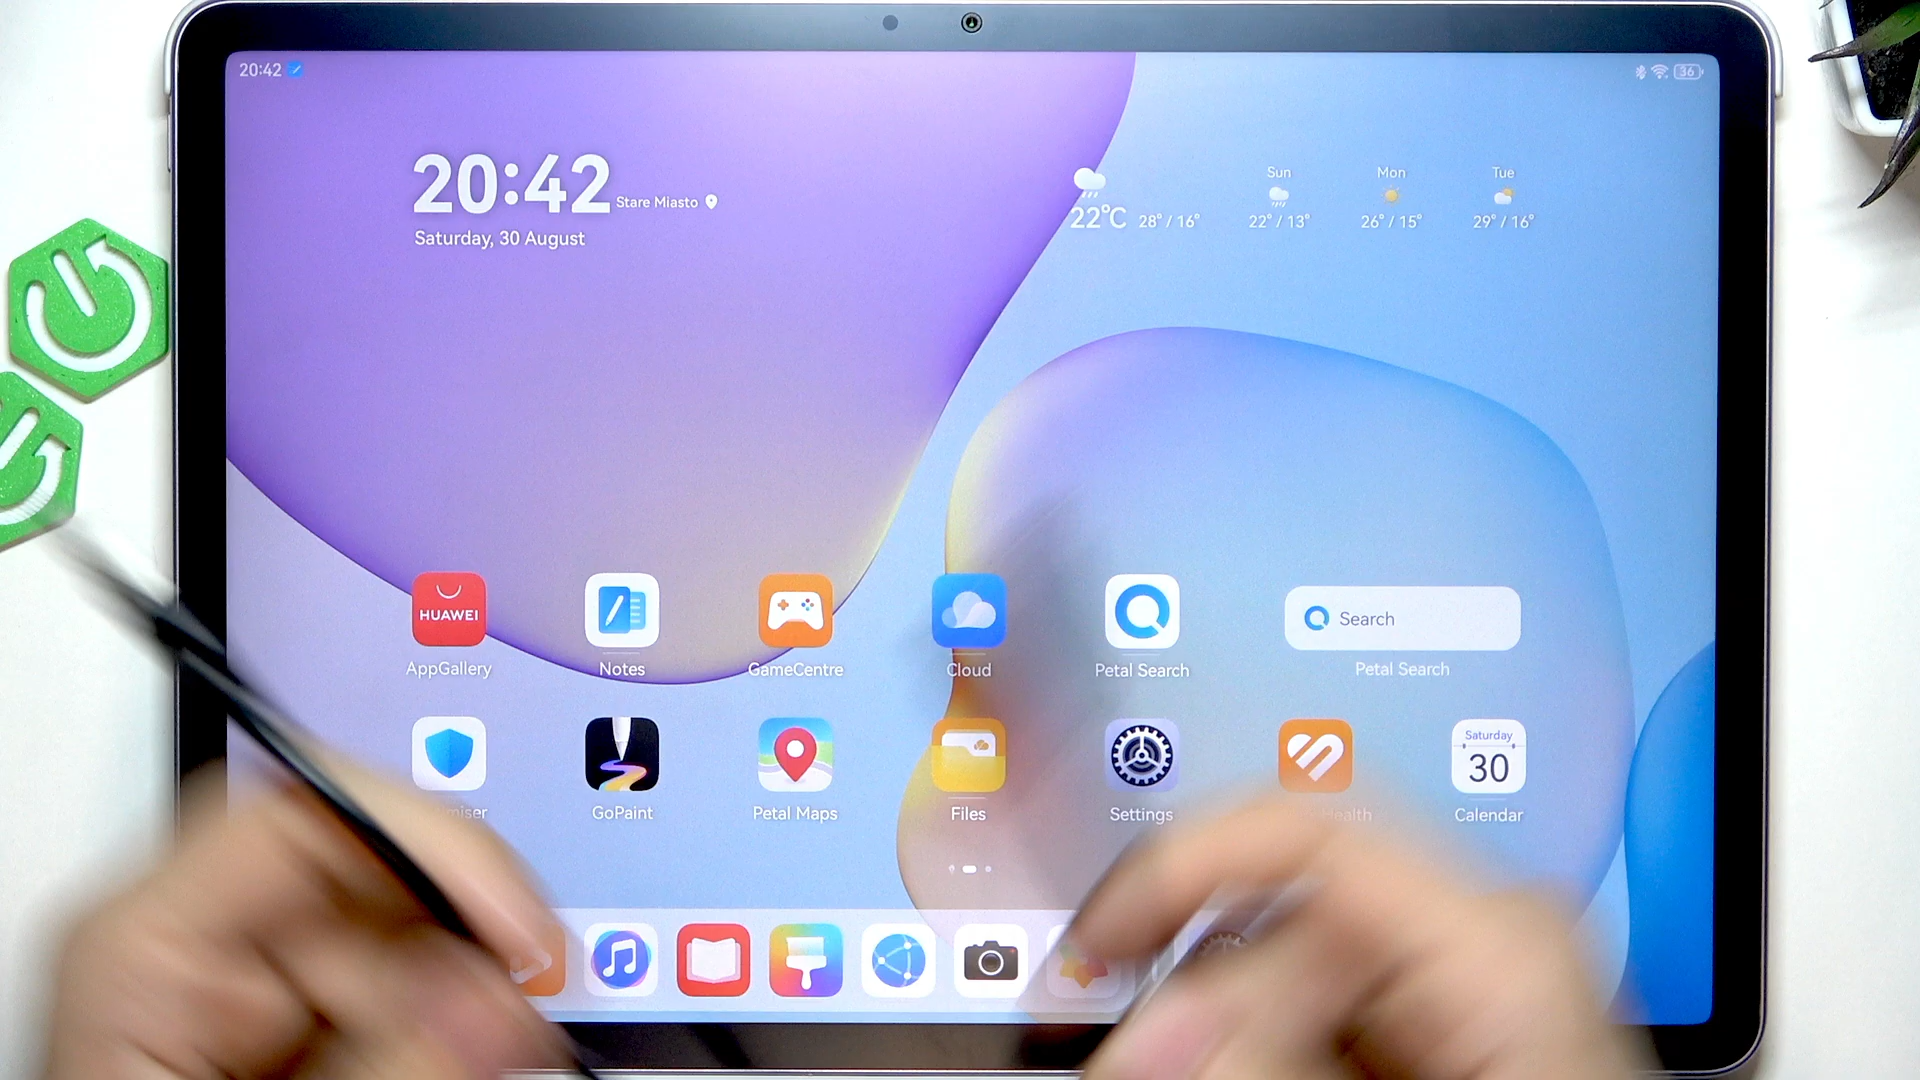 20:42
36
20:42 Stare Miasto
Saturday, 30 August
22°C 28° / 16°
Sun
22° / 13°
Mon
26° / 15°
Tue
29° / 16°
HUAWEI
AppGallery
Notes
GameCentre
Cloud
Petal Search
Search
Petal Search
GoPaint
Petal Maps
Files
Settings
Health
Saturday
30
Calendar